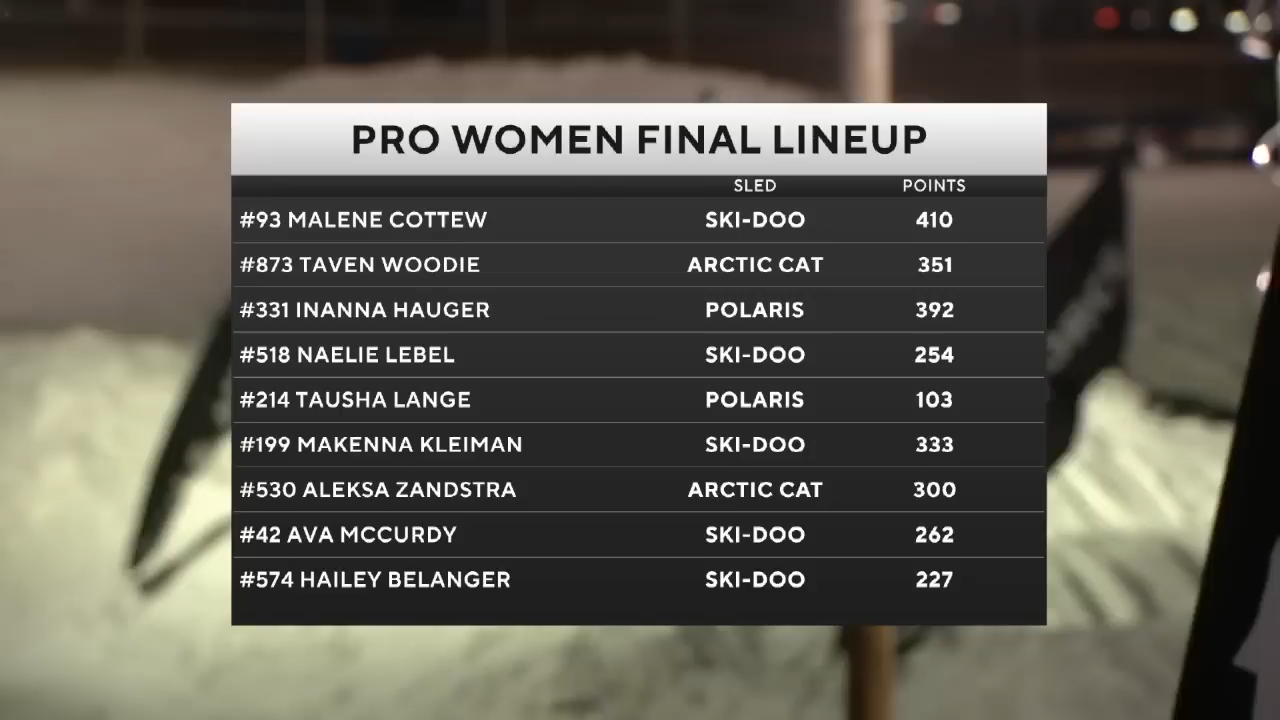 PRO WOMEN FINAL LINEUP
SLED POINTS
#93 MALENE COTTEW SKI-DOO 410
#873 TAVEN WOODIE ARCTIC CAT 351
#331 INANNA HAUGER POLARIS 392
#518 NAELIE LEBEL SKI-DOO 254
#214 TAUSHA LANGE POLARIS 103
#199 MAKENNA KLEIMAN SKI-DOO 333
#530 ALEKSA ZANDSTRA ARCTIC CAT 300
#42 AVA MCCURDY SKI-DOO 262
#574 HAILEY BELANGER SKI-DOO 227